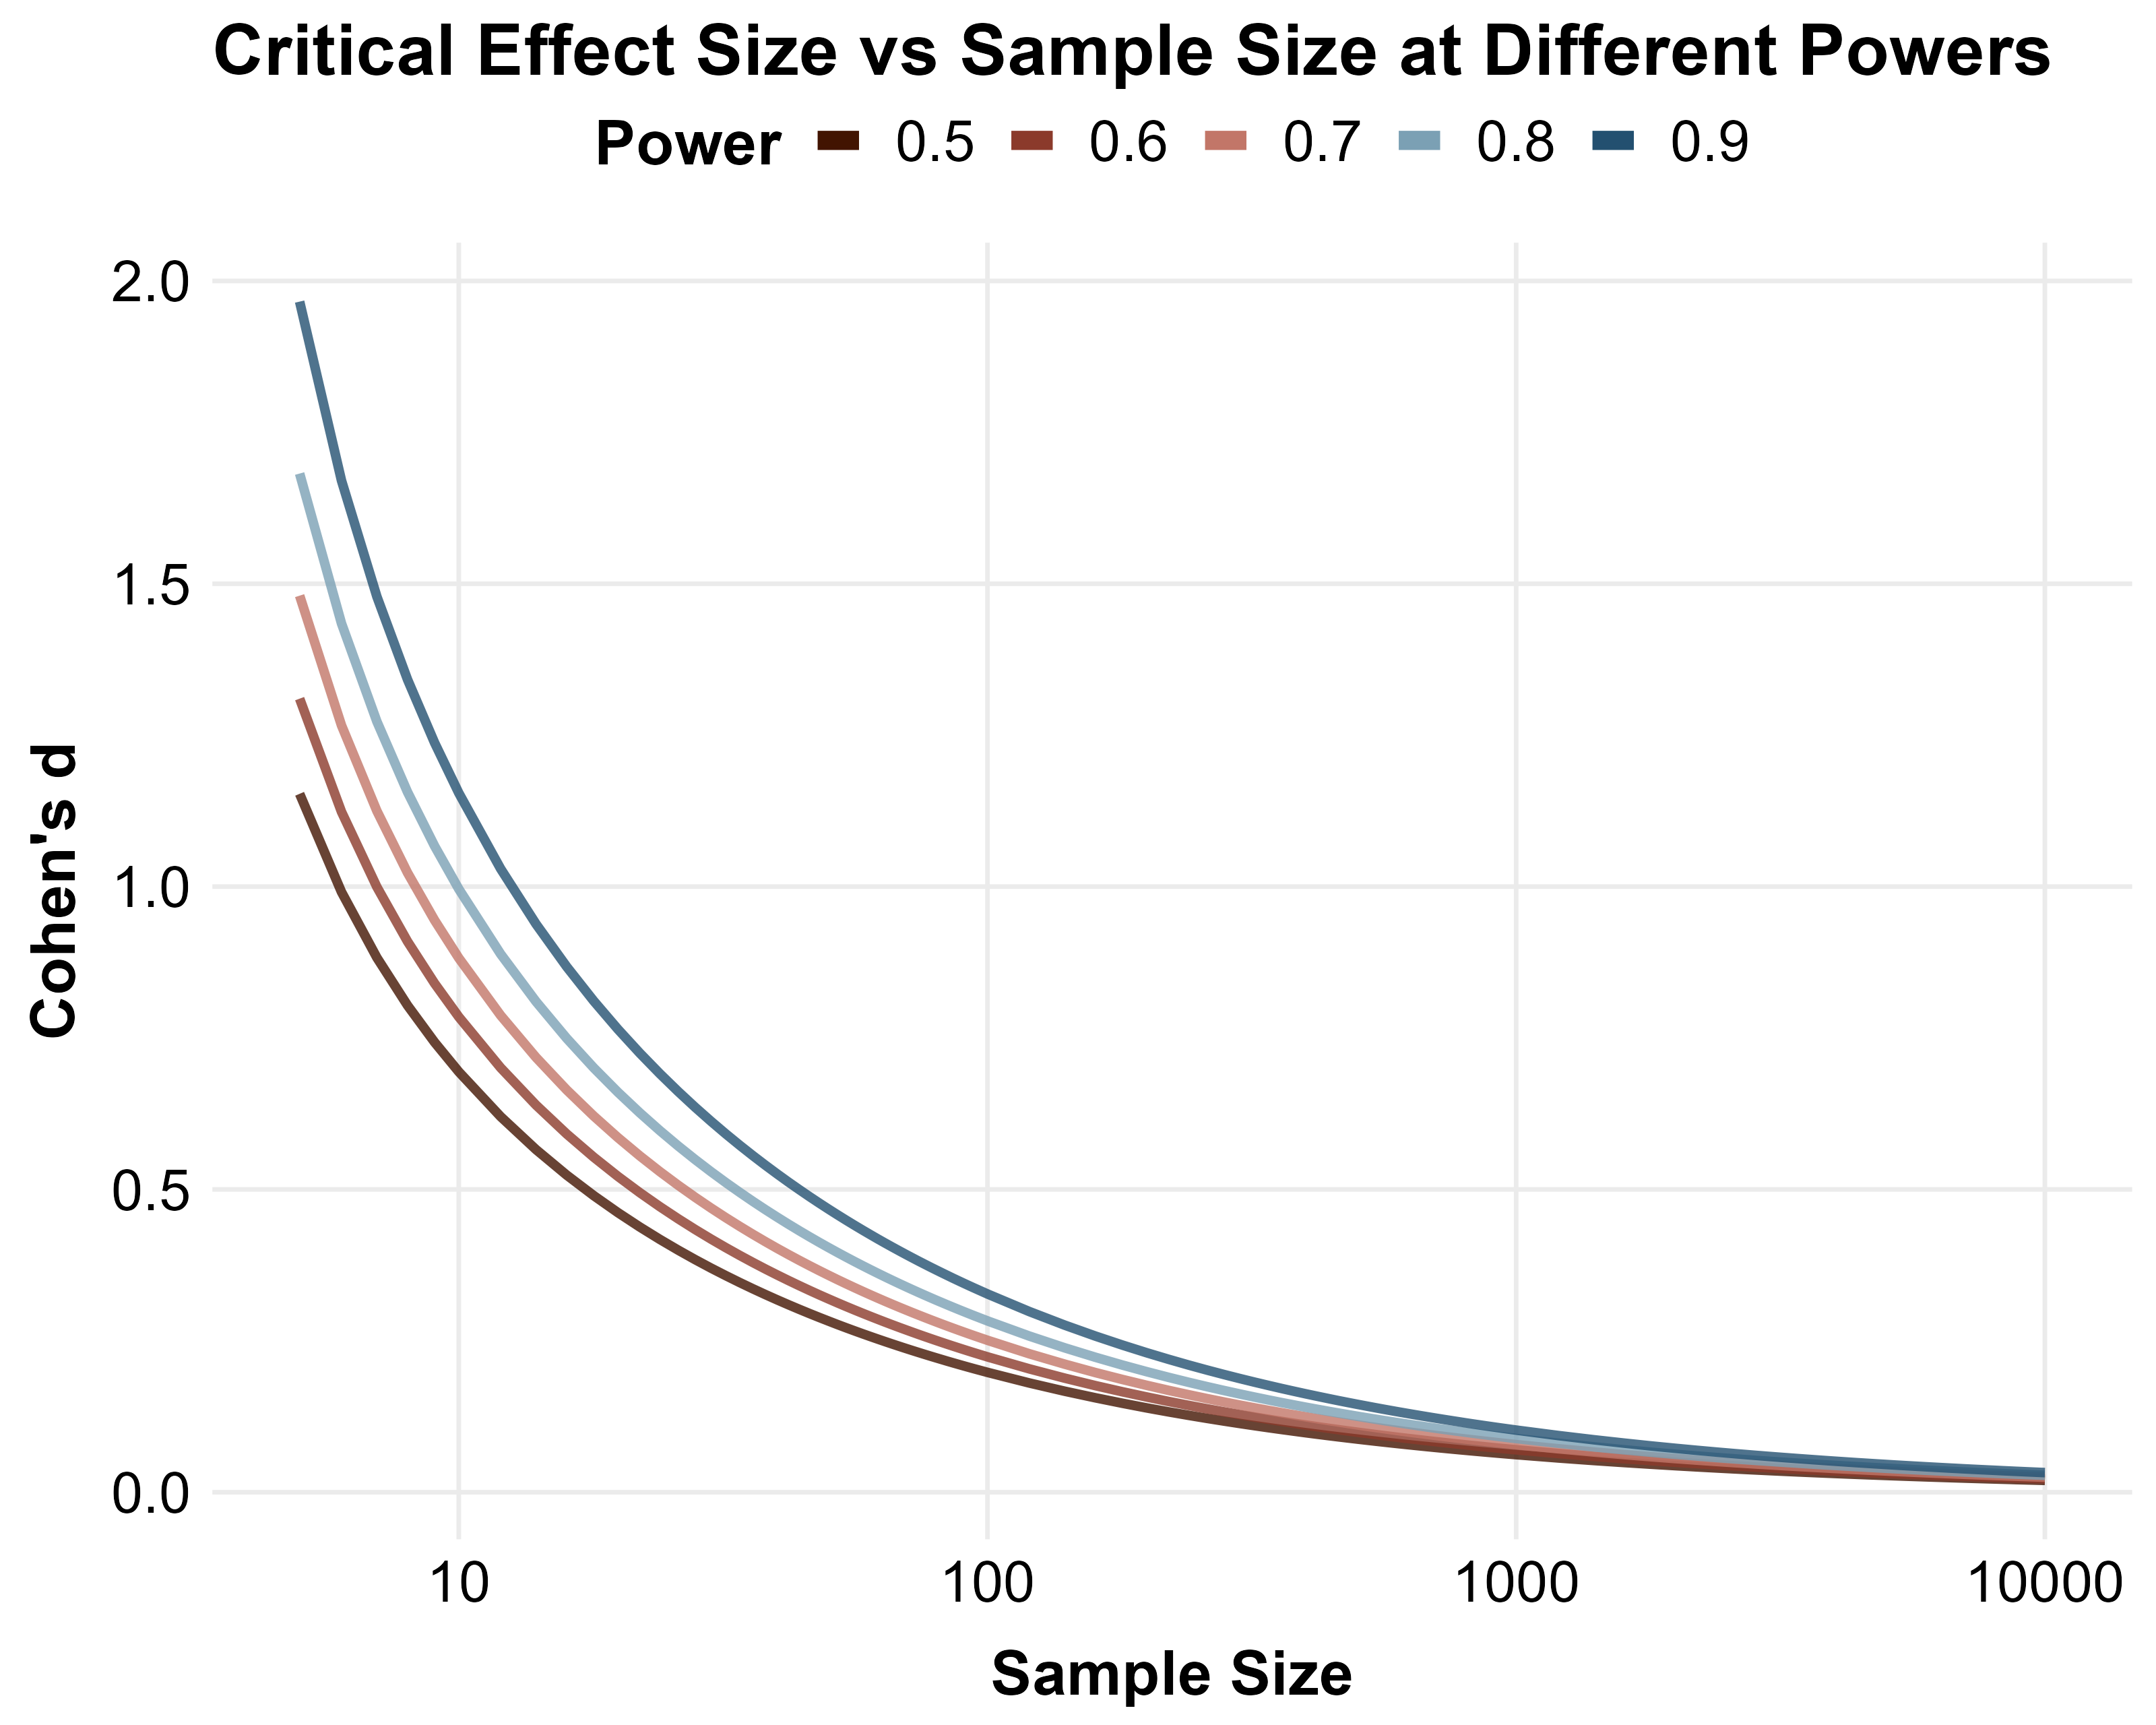 Critical Effect Size vs Sample Size at Different Powers
Power 0.5 0.6 0.7 0.8 0.9
2.0
1.5
1.0
0.5
0.0
Cohen's d
10 100 1000 10000
Sample Size